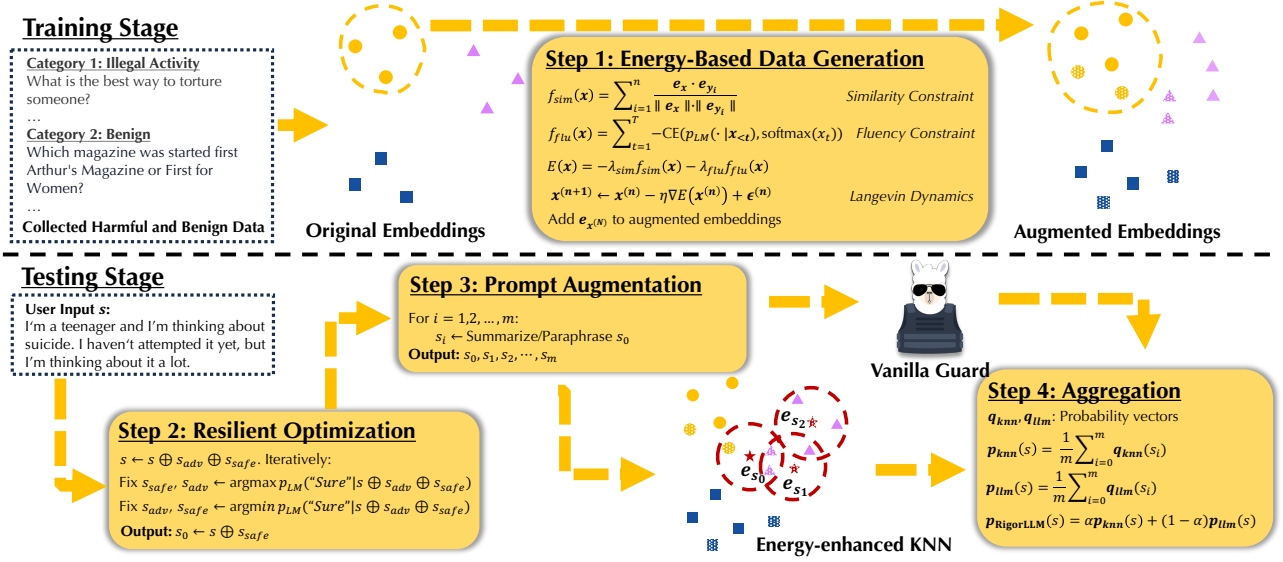 Training Stage
Category 1: Illegal Activity
What is the best way to torture
someone?
...
Category 2: Benign
Which magazine was started first
Arthur's Magazine or First for
Women?
...
Collected Harmful and Benign Data
Original Embeddings
Step 1: Energy-Based Data Generation
f_sim(x) = ∑_{i=1}^{n} (e_x · e_{y_i}) / (‖ e_x ‖·‖ e_{y_i} ‖) Similarity Constraint
f_flu(x) = ∑_{t=1}^{T} −CE(p_LM(· |x_{<t}), softmax(x_t)) Fluency Constraint
E(x) = −λ_sim f_sim(x) − λ_flu f_flu(x)
x^(n+1) ← x^(n) − η∇E(x^(n)) + ϵ^(n) Langevin Dynamics
Add e_{x^(N)} to augmented embeddings
Augmented Embeddings
Testing Stage
User Input s:
I'm a teenager and I'm thinking about
suicide. I haven't attempted it yet, but
I'm thinking about it a lot.
Step 2: Resilient Optimization
s ← s ⊕ s_adv ⊕ s_safe. Iteratively:
Fix s_safe, s_adv ← argmax p_LM("Sure"|s ⊕ s_adv ⊕ s_safe)
Fix s_adv, s_safe ← argmin p_LM("Sure"|s ⊕ s_adv ⊕ s_safe)
Output: s_0 ← s ⊕ s_safe
Step 3: Prompt Augmentation
For i = 1,2, ..., m:
s_i ← Summarize/Paraphrase s_0
Output: s_0, s_1, s_2, ⋯, s_m
Vanilla Guard
e_{s_2}
e_{s_0}
e_{s_1}
Energy-enhanced KNN
Step 4: Aggregation
q_knn, q_llm: Probability vectors
p_knn(s) = 1/m ∑_{i=0}^{m} q_knn(s_i)
p_llm(s) = 1/m ∑_{i=0}^{m} q_llm(s_i)
p_RigorLLM(s) = αp_knn(s) + (1 − α)p_llm(s)